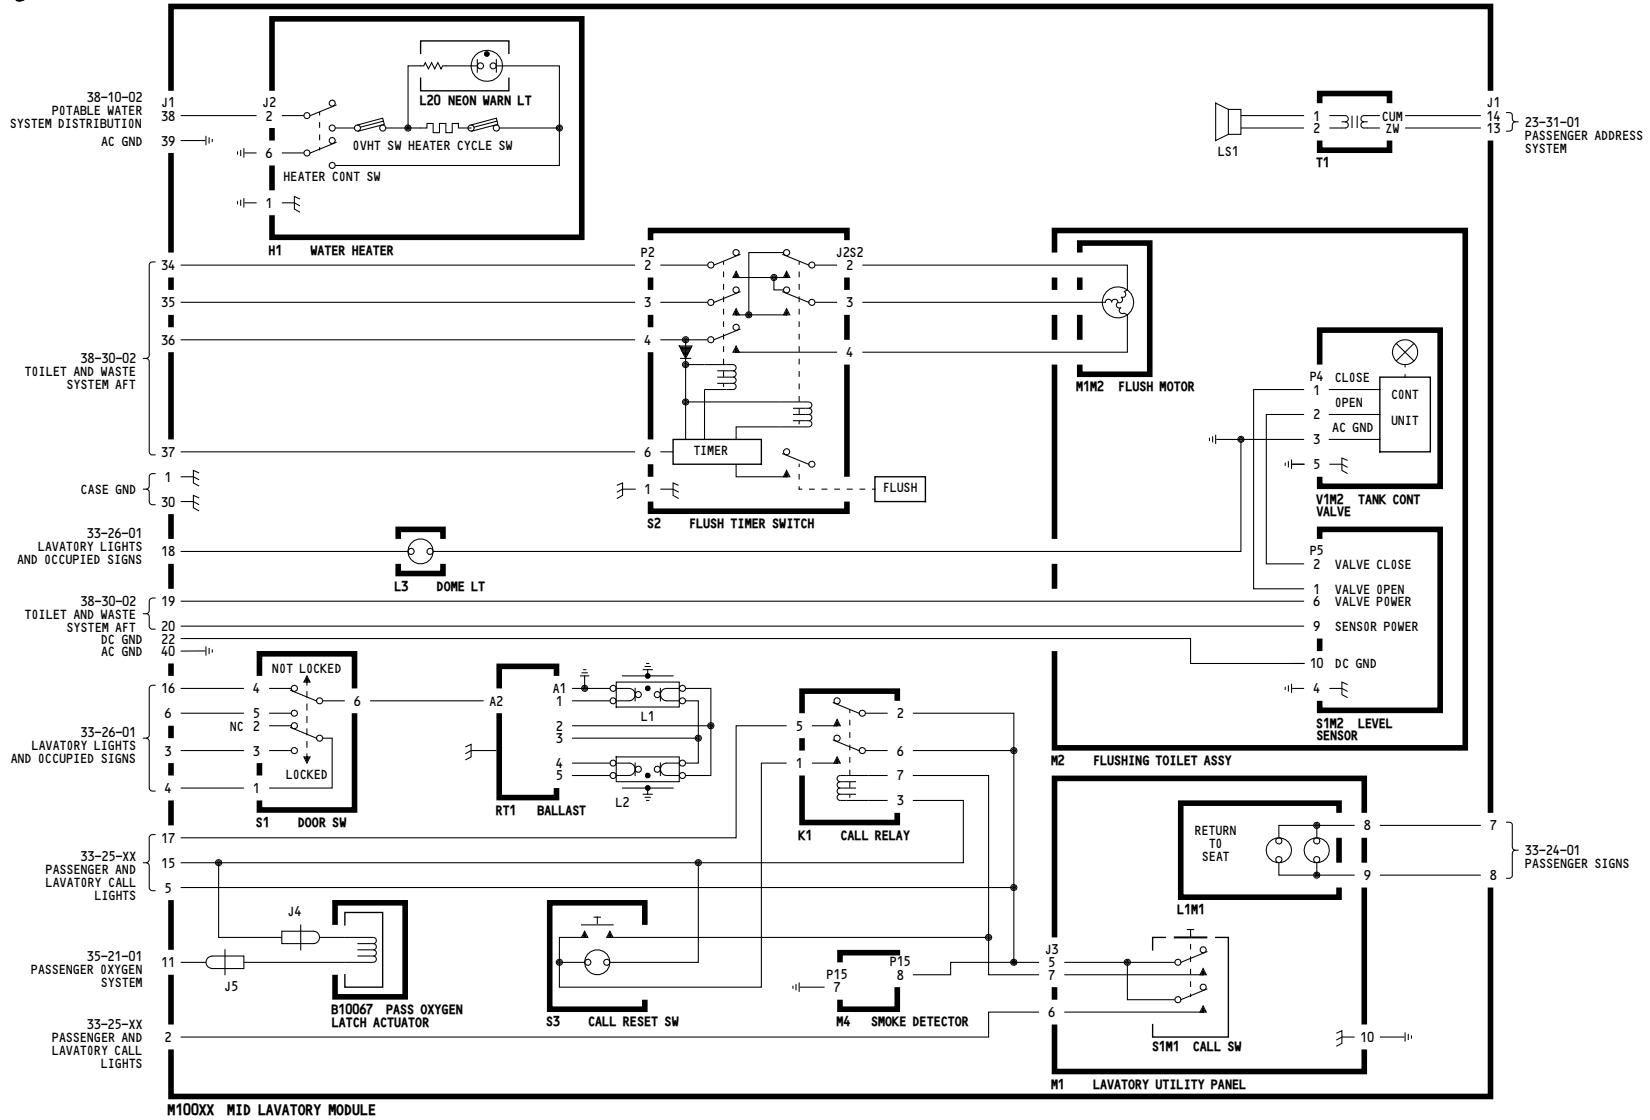 L20 NEON WARN LT
38-10-02
POTABLE WATER
SYSTEM DISTRIBUTION
J1
38
J2
2
AC GND
39
6
OVHT SW HEATER CYCLE SW
HEATER CONT SW
1
H1 WATER HEATER
LS1
1
2
CUM
ZW
T1
J1
14
13
23-31-01
PASSENGER ADDRESS
SYSTEM
34
35
36
38-30-02
TOILET AND WASTE
SYSTEM AFT
37
P2
2
3
4
6
TIMER
1
J2S2
2
3
4
FLUSH
S2 FLUSH TIMER SWITCH
M1M2 FLUSH MOTOR
P4
1 CLOSE
OPEN
2
AC GND
3
5
CONT
UNIT
V1M2 TANK CONT
VALVE
CASE GND
1
30
33-26-01
LAVATORY LIGHTS
AND OCCUPIED SIGNS
18
L3 DOME LT
P5
2 VALVE CLOSE
1 VALVE OPEN
6 VALVE POWER
9 SENSOR POWER
10 DC GND
4
S1M2 LEVEL
SENSOR
M2 FLUSHING TOILET ASSY
38-30-02
TOILET AND WASTE
SYSTEM AFT
19
20
DC GND 22
AC GND 40
NOT LOCKED
16
4
6
6
5
NC 2
33-26-01
LAVATORY LIGHTS
AND OCCUPIED SIGNS
3
3
LOCKED
4
1
S1 DOOR SW
A2
A1
1
2
3
4
5
RT1 BALLAST
L1
L2
5
1
2
6
7
3
K1 CALL RELAY
17
33-25-XX
PASSENGER AND
LAVATORY CALL
LIGHTS
15
5
RETURN
TO
SEAT
8
9
L1M1
7
8
33-24-01
PASSENGER SIGNS
J4
J5
35-21-01
PASSENGER OXYGEN
SYSTEM
11
B10067 PASS OXYGEN
LATCH ACTUATOR
S3 CALL RESET SW
P15
7
P15
8
M4 SMOKE DETECTOR
J3
5
7
6
S1M1 CALL SW
10
33-25-XX
PASSENGER AND
LAVATORY CALL
LIGHTS
2
M1 LAVATORY UTILITY PANEL
M100XX MID LAVATORY MODULE